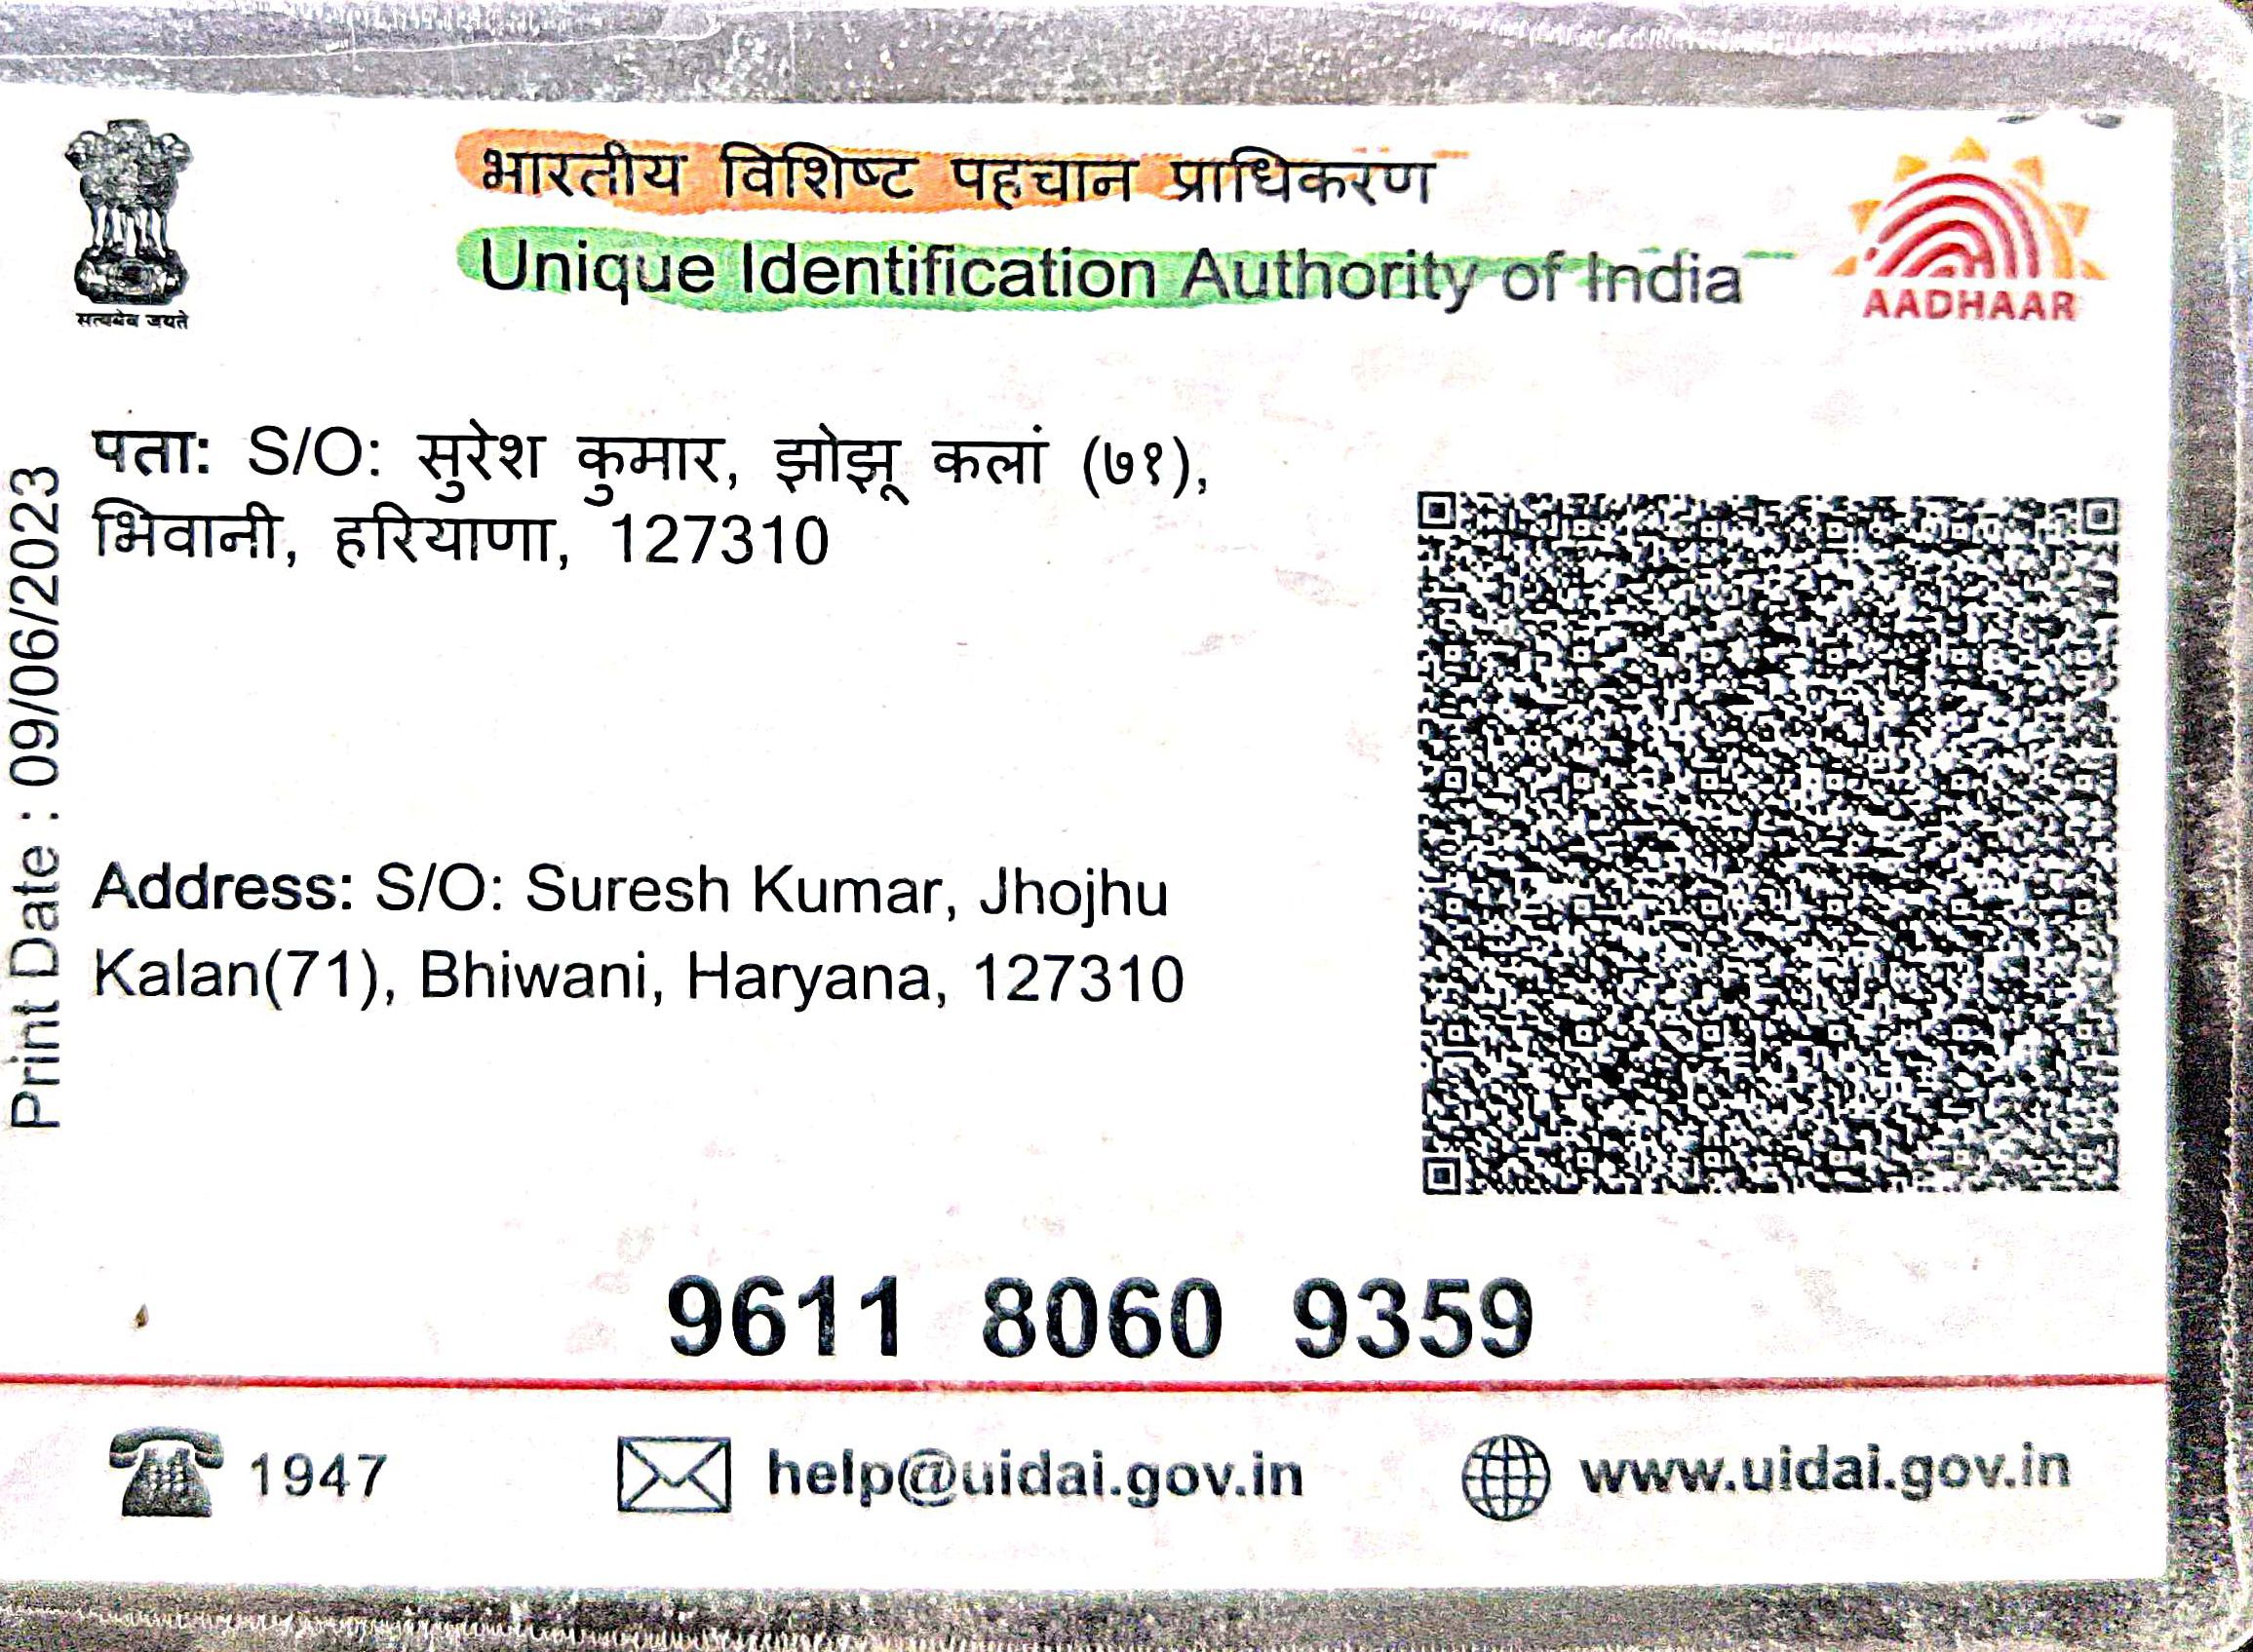 भारतीय विशिष्ट पहचान प्राधिकरण
Unique Identification Authority of India
सत्यमेव जयते
AADHAAR
पता: S/O: सुरेश कुमार, झोझू कलां (७१),
भिवानी, हरियाणा, 127310
Print Date : 09/06/2023
Address: S/O: Suresh Kumar, Jhojhu
Kalan(71), Bhiwani, Haryana, 127310
9611 8060 9359
1947
help@uidai.gov.in
www.uidai.gov.in